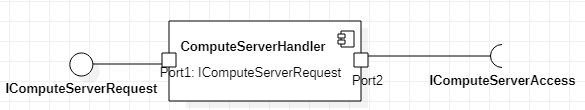 ComputeServerHandler
Port1: IComputeServerRequest
Port2
IComputeServerRequest
IComputeServerAccess